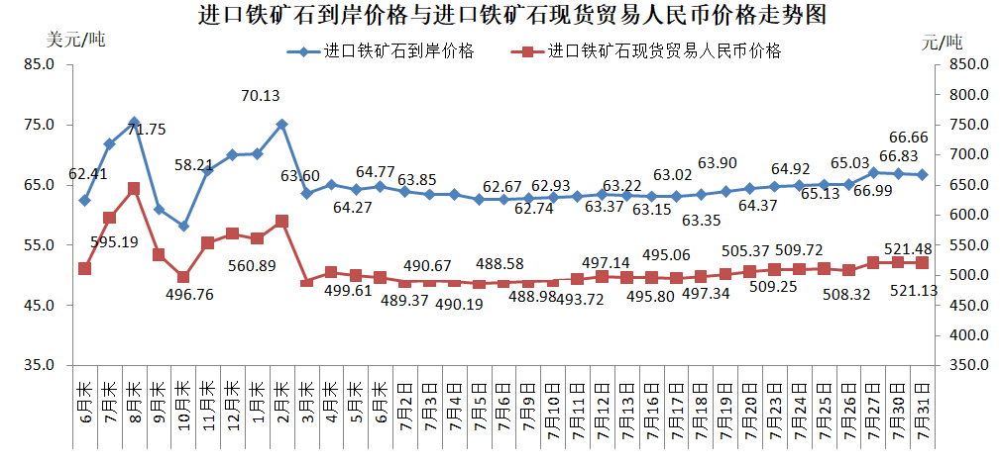 进口铁矿石到岸价格与进口铁矿石现货贸易人民币价格走势图
美元/吨
元/吨
进口铁矿石到岸价格
进口铁矿石现货贸易人民币价格
85.0
75.0
65.0
55.0
45.0
35.0
850.0
800.0
750.0
700.0
650.0
600.0
550.0
500.0
450.0
400.0
350.0
62.41
71.75
58.21
70.13
63.60
64.27
64.77
63.85
62.67
62.74
62.93
63.37
63.22
63.15
63.02
63.35
63.90
64.37
64.92
65.13
65.03
66.99
66.83
66.66
595.19
496.76
560.89
499.61
489.37
490.67
490.19
488.58
488.98
493.72
497.14
495.80
495.06
497.34
505.37
509.25
509.72
508.32
521.48
521.13
6月末
7月末
8月末
9月末
10月末
11月末
12月末
1月末
2月末
3月末
4月末
5月末
6月末
7月2日
7月3日
7月4日
7月5日
7月6日
7月9日
7月10日
7月11日
7月12日
7月13日
7月16日
7月17日
7月18日
7月19日
7月20日
7月23日
7月24日
7月25日
7月26日
7月27日
7月30日
7月31日